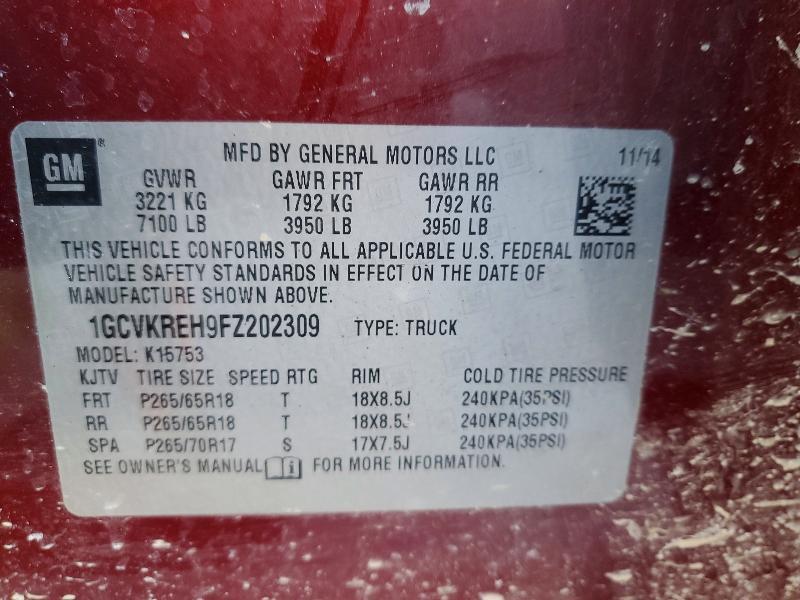 GM®
MFD BY GENERAL MOTORS LLC 11/14
GVWR GAWR FRT GAWR RR
3221 KG 1792 KG 1792 KG
7100 LB 3950 LB 3950 LB
THIS VEHICLE CONFORMS TO ALL APPLICABLE U.S. FEDERAL MOTOR
VEHICLE SAFETY STANDARDS IN EFFECT ON THE DATE OF
MANUFACTURE SHOWN ABOVE.
1GCVKREH9FZ202309 TYPE: TRUCK
MODEL: K15753
KJTV TIRE SIZE SPEED RTG RIM COLD TIRE PRESSURE
FRT P265/65R18 T 18X8.5J 240KPA(35PSI)
RR P265/65R18 T 18X8.5J 240KPA(35PSI)
SPA P265/70R17 S 17X7.5J 240KPA(35PSI)
SEE OWNER'S MANUAL i FOR MORE INFORMATION.